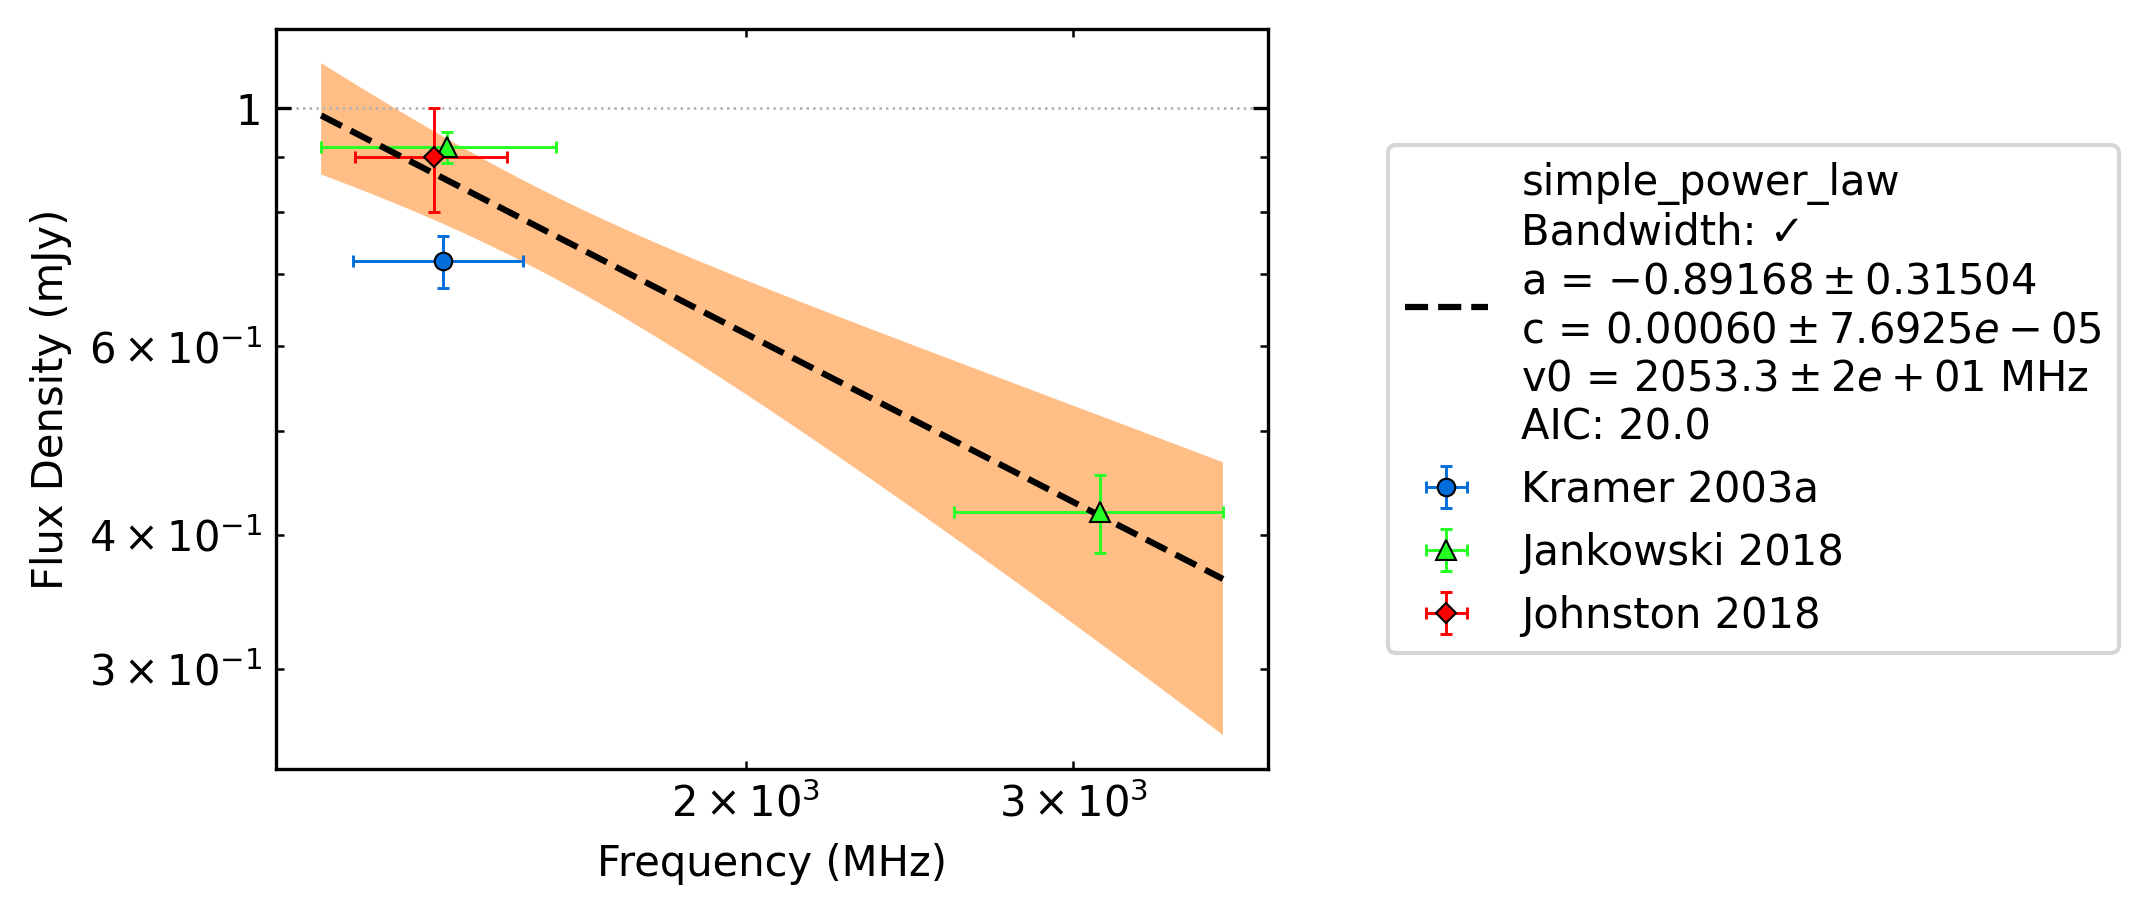 1
6 × 10⁻¹
4 × 10⁻¹
3 × 10⁻¹
Flux Density (mJy)
2 × 10³
3 × 10³
Frequency (MHz)
simple_power_law
Bandwidth: ✓
a = −0.89168 ± 0.31504
c = 0.00060 ± 7.6925e − 05
v0 = 2053.3 ± 2e + 01 MHz
AIC: 20.0
Kramer 2003a
Jankowski 2018
Johnston 2018